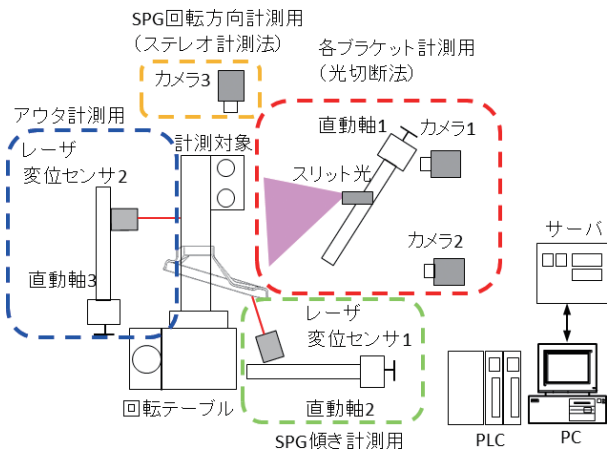 SPG回転方向計測用
(ステレオ計測法)
カメラ3
各ブラケット計測用
(光切断法)
直動軸1
カメラ1
スリット光
カメラ2
アウタ計測用
レーザ
変位センサ2
計測対象
直動軸3
回転テーブル
レーザ
変位センサ1
直動軸2
SPG傾き計測用
サーバ
PLC
PC